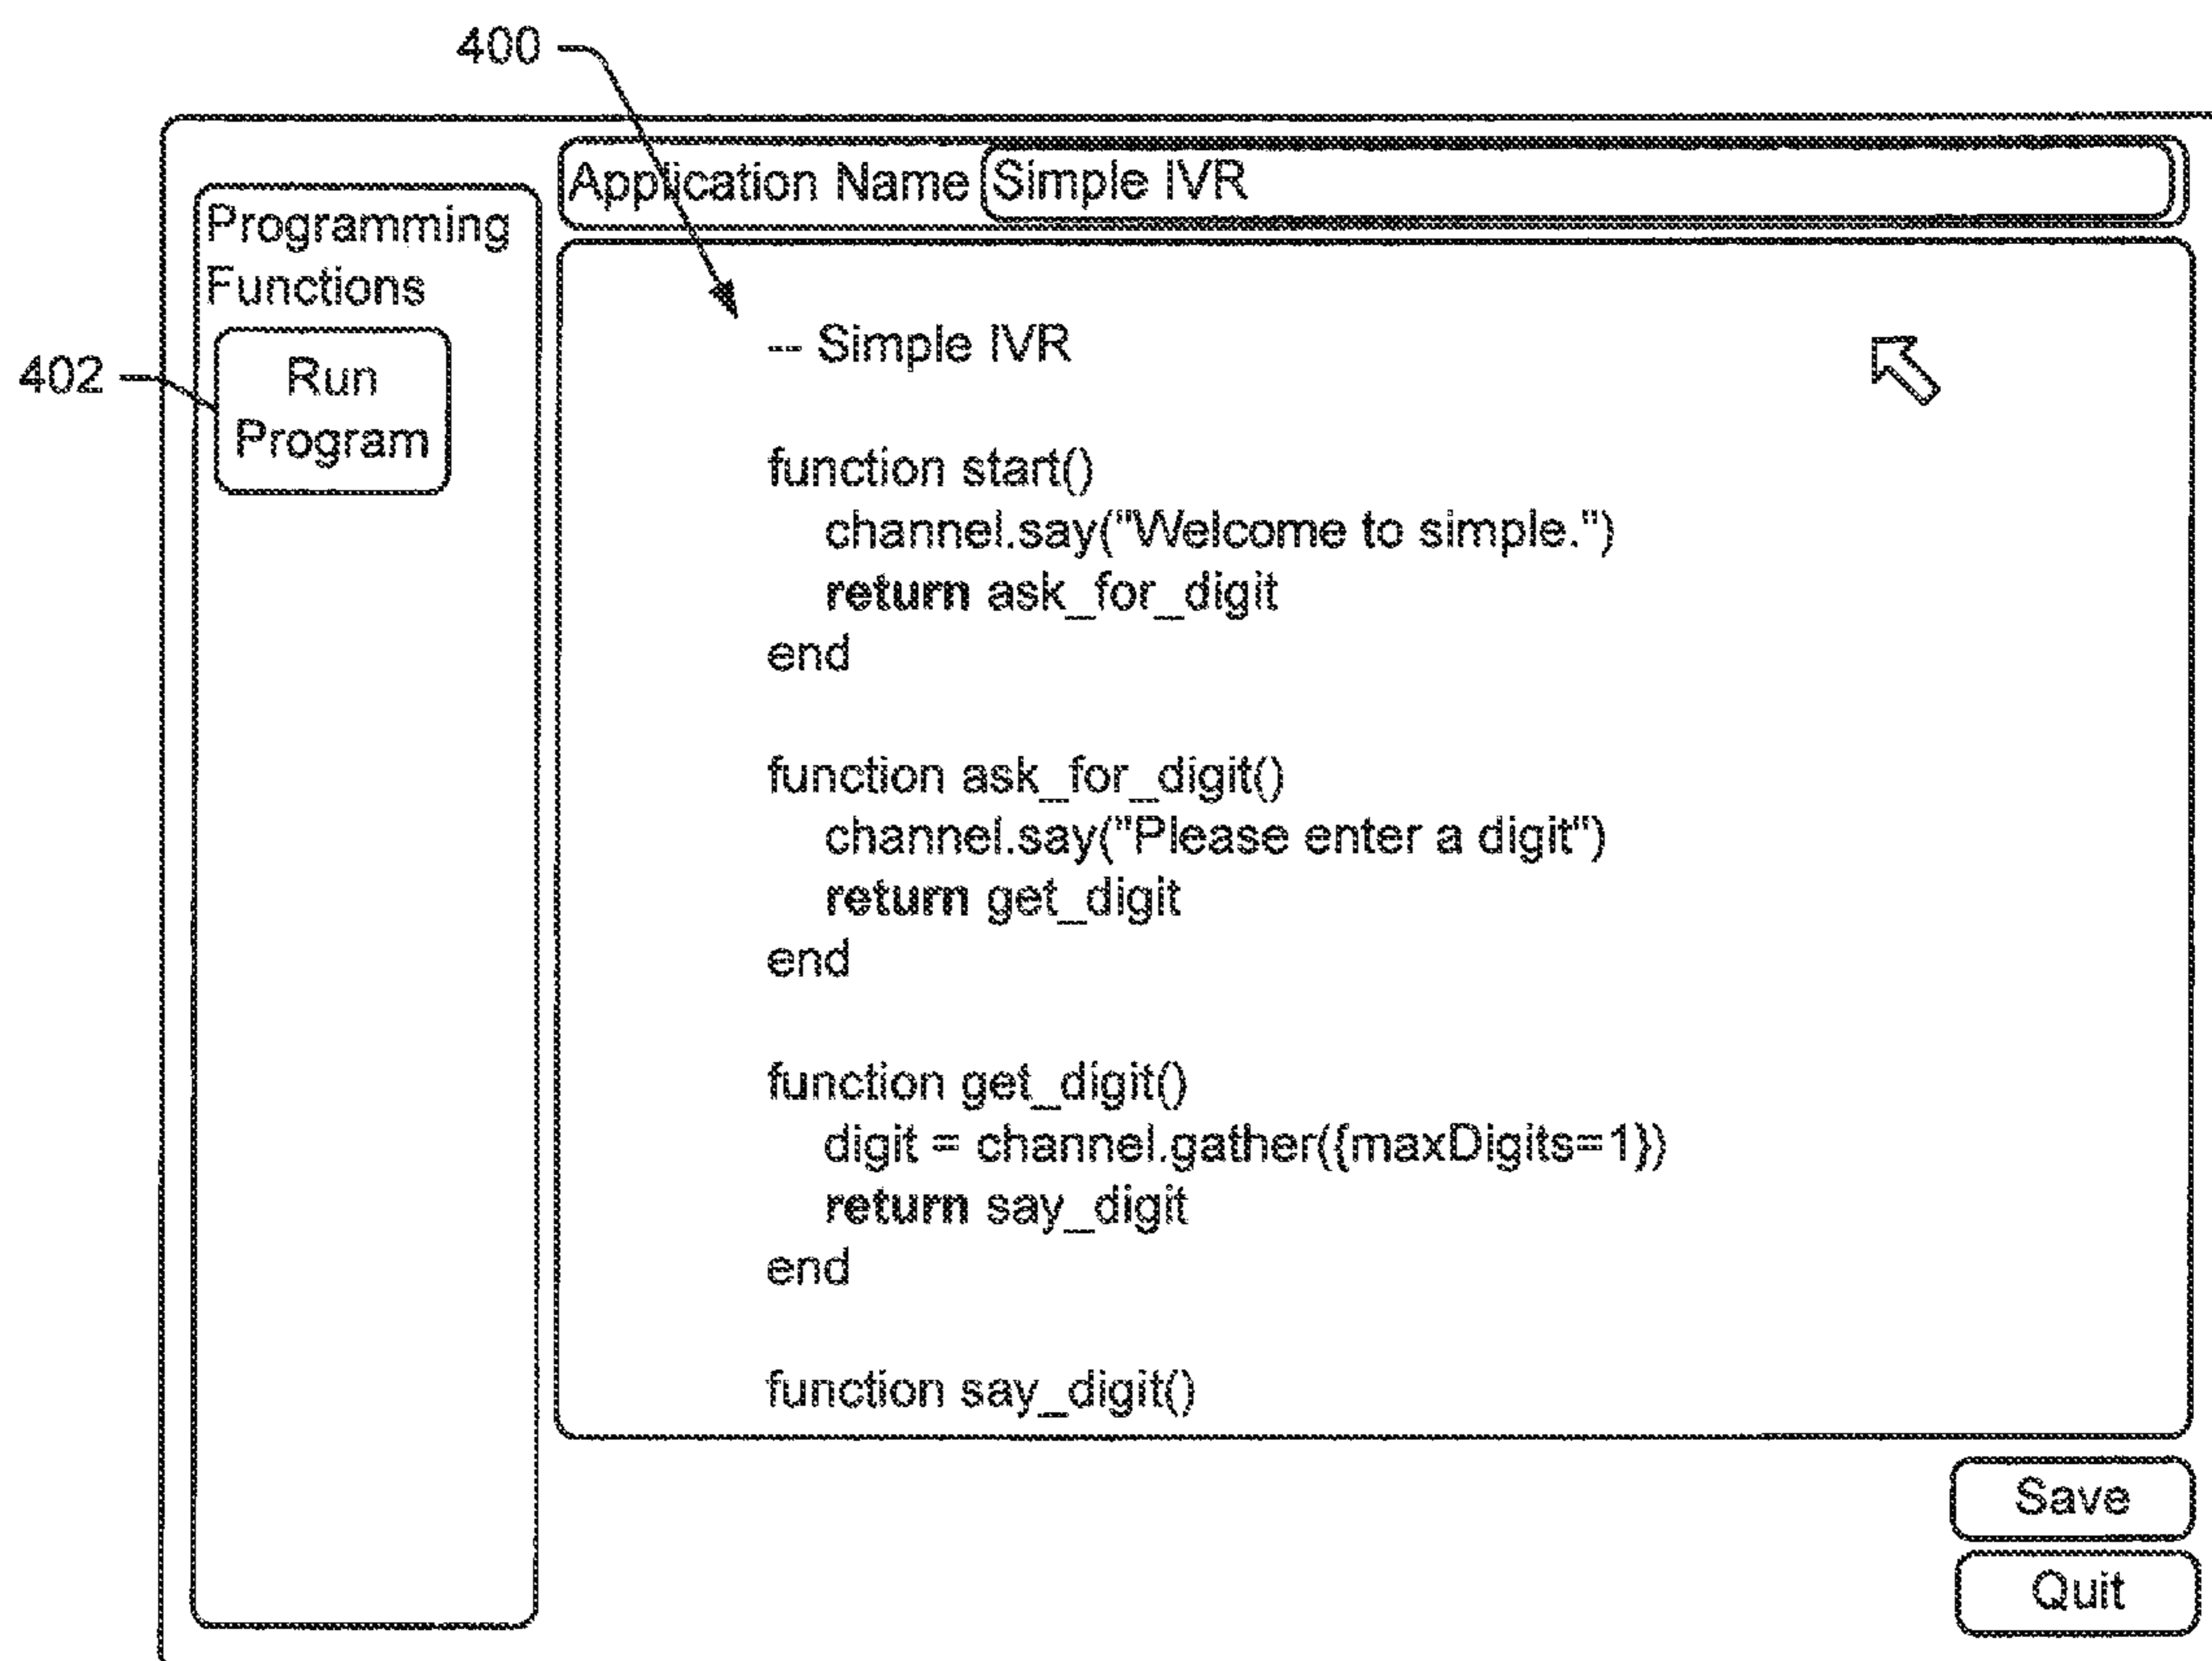 400
Application Name Simple IVR
Programming
Functions
402
Run
Program
-- Simple IVR
function start()
channel.say("Welcome to simple.")
return ask_for_digit
end
function ask_for_digit()
channel.say("Please enter a digit")
return get_digit
end
function get_digit()
digit = channel.gather({maxDigits=1})
return say_digit
end
function say_digit()
Save
Quit